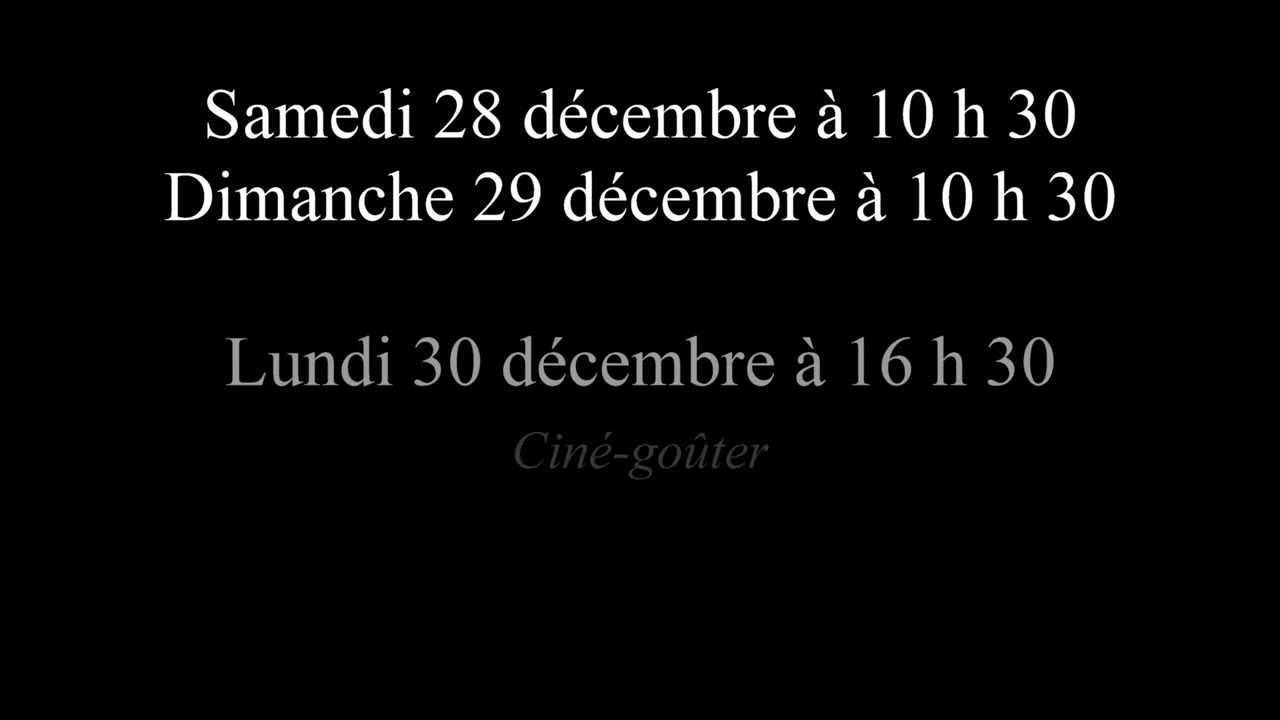 Samedi 28 décembre à 10 h 30
Dimanche 29 décembre à 10 h 30
Lundi 30 décembre à 16 h 30
Ciné-goûter